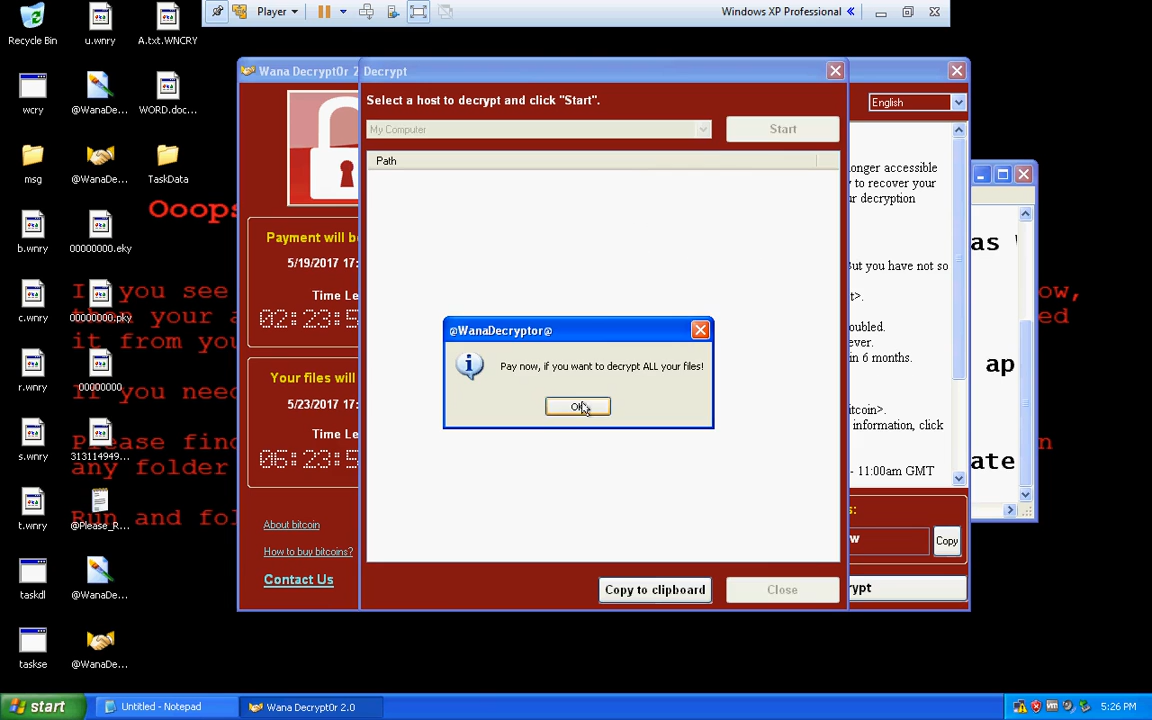 Player
Windows XP Professional
Recycle Bin
u.wnry
A.txt.WNCRY
wcry
@WanaDe...
WORD.doc...
msg
@WanaDe...
TaskData
b.wnry
00000000.eky
c.wnry
00000000.pky
r.wnry
00000000
s.wnry
313114949...
t.wnry
@Please_R...
taskdl
@WanaDe...
taskse
@WanaDe...
Ooops
If you see
ow,
then your a
ed
it from you
If you need
Please find
in
any folder
Run and fol
Wana Decrypt0r 2
Payment will be
5/19/2017 17:
Time Le
02:23:5
Your files will
5/23/2017 17:
Time Le
06:23:5
About bitcoin
How to buy bitcoins?
Contact Us
Decrypt
Select a host to decrypt and click "Start".
My Computer
Start
Path
@WanaDecryptor@
Pay now, if you want to decrypt ALL your files!
OK
Copy to clipboard
Close
English
longer accessible
y to recover your
r decryption
But you have not so
t>.
oubled.
ever.
in 6 months.
itcoin>.
information, click
- 11:00am GMT
s:
w
Copy
rypt
as
ap
ate
start
Untitled - Notepad
Wana Decrypt0r 2.0
5:26 PM